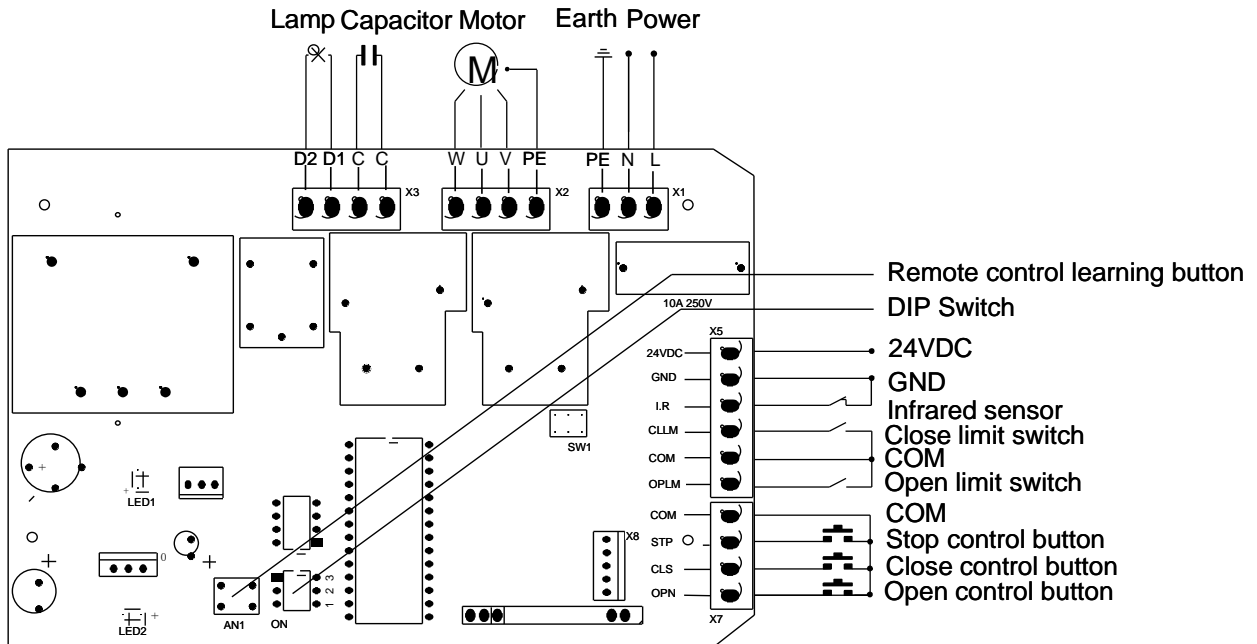 Lamp Capacitor Motor Earth Power
M
D2 D1 C C W U V PE PE N L
X3 X2 X1
Remote control learning button
10A 250V
DIP Switch
X5
24VDC 24VDC
GND GND
I.R Infrared sensor
SW1
CLLM Close limit switch
COM COM
OPLM Open limit switch
+
LED1
+
COM COM
STP Stop control button
X8
CLS Close control button
OPN Open control button
+ 0 +
1 2 3
LED2 AN1 ON X7